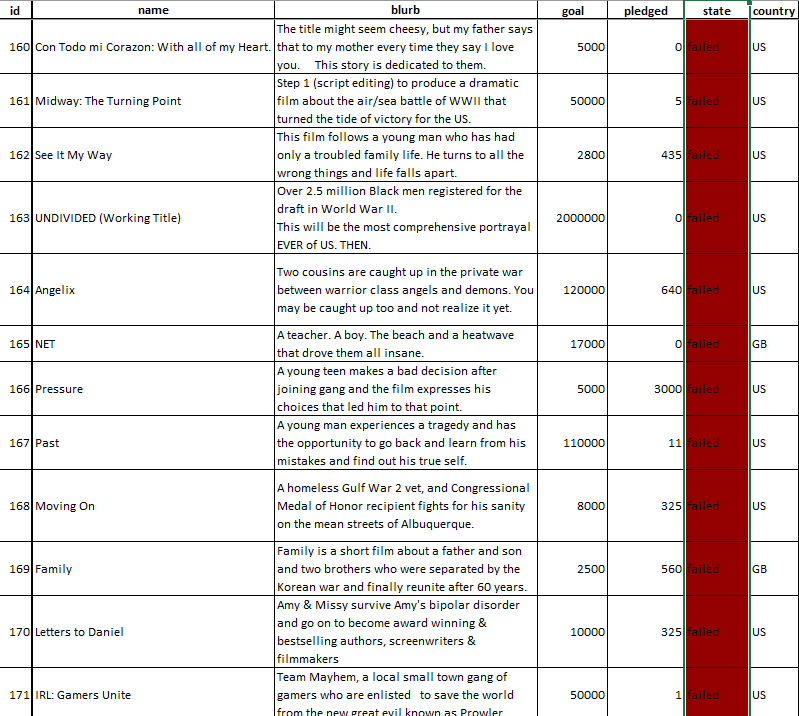 id name blurb goal pledged state country
The title might seem cheesy, but my father says
160 Con Todo mi Corazon: With all of my Heart. that to my mother every time they say I love 5000 0 failed US
you. This story is dedicated to them.
Step 1 (script editing) to produce a dramatic
161 Midway: The Turning Point film about the air/sea battle of WWII that 50000 5 failed US
turned the tide of victory for the US.
This film follows a young man who has had
162 See It My Way only a troubled family life. He turns to all the 2800 435 failed US
wrong things and life falls apart.
Over 2.5 million Black men registered for the
draft in World War II.
163 UNDIVIDED (Working Title) 2000000 0 failed US
This will be the most comprehensive portrayal
EVER of US. THEN.
Two cousins are caught up in the private war
164 Angelix between warrior class angels and demons. You 120000 640 failed US
may be caught up too and not realize it yet.
165 NET A teacher. A boy. The beach and a heatwave 17000 0 failed GB
that drove them all insane.
A young teen makes a bad decision after
166 Pressure joining gang and the film expresses his 5000 3000 failed US
choices that led him to that point.
A young man experiences a tragedy and has
167 Past the opportunity to go back and learn from his 110000 11 failed US
mistakes and find out his true self.
A homeless Gulf War 2 vet, and Congressional
168 Moving On Medal of Honor recipient fights for his sanity 8000 325 failed US
on the mean streets of Albuquerque.
Family is a short film about a father and son
169 Family and two brothers who were separated by the 2500 560 failed GB
Korean war and finally reunite after 60 years.
Amy & Missy survive Amy's bipolar disorder
and go on to become award winning &
170 Letters to Daniel 10000 325 failed US
bestselling authors, screenwriters &
filmmakers
Team Mayhem, a local small town gang of
171 IRL: Gamers Unite gamers who are enlisted to save the world 50000 1 failed US
from the new great evil known as Prowler